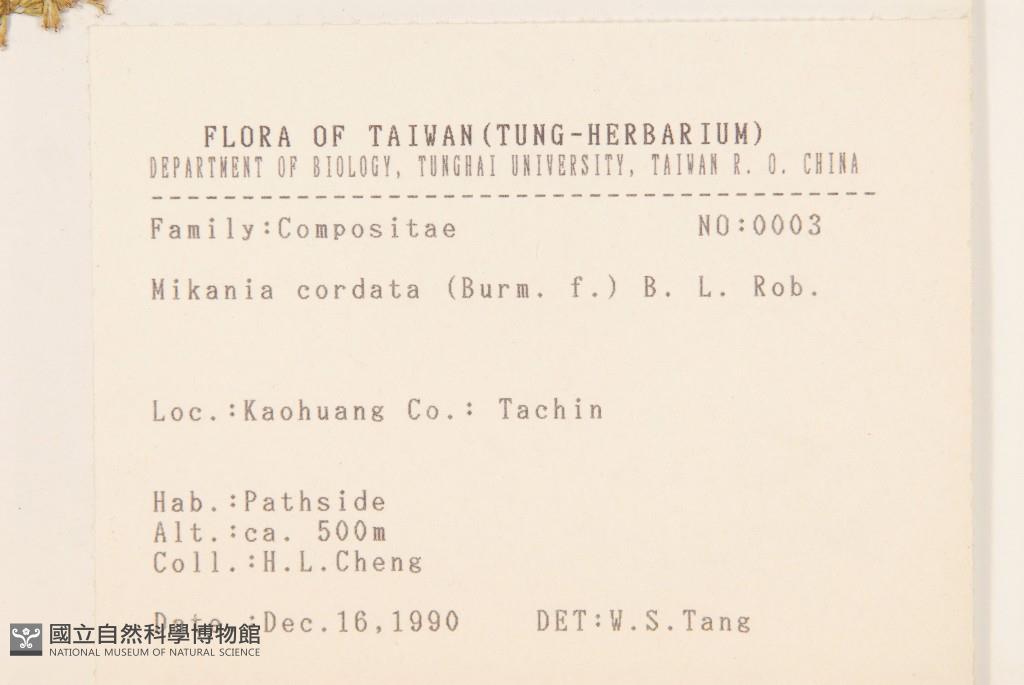 FLORA OF TAIWAN(TUNG-HERBARIUM)
DEPARTMENT OF BIOLOGY, TUNGHAI UNIVERSITY, TAIWAN R. O. CHINA
----------------------------------------
Family:Compositae NO:0003
Mikania cordata (Burm. f.) B. L. Rob.
Loc.:Kaohuang Co.: Tachin
Hab.:Pathside
Alt.:ca. 500m
Coll.:H.L.Cheng
Date.:Dec.16,1990 DET:W.S.Tang
國立自然科學博物館
NATIONAL MUSEUM OF NATURAL SCIENCE